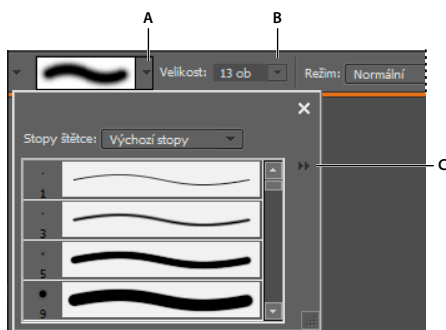 A B
Velikost: 13 ob Režim: Normální
Stopy štětce: Výchozí stopy
C
1
3
5
9